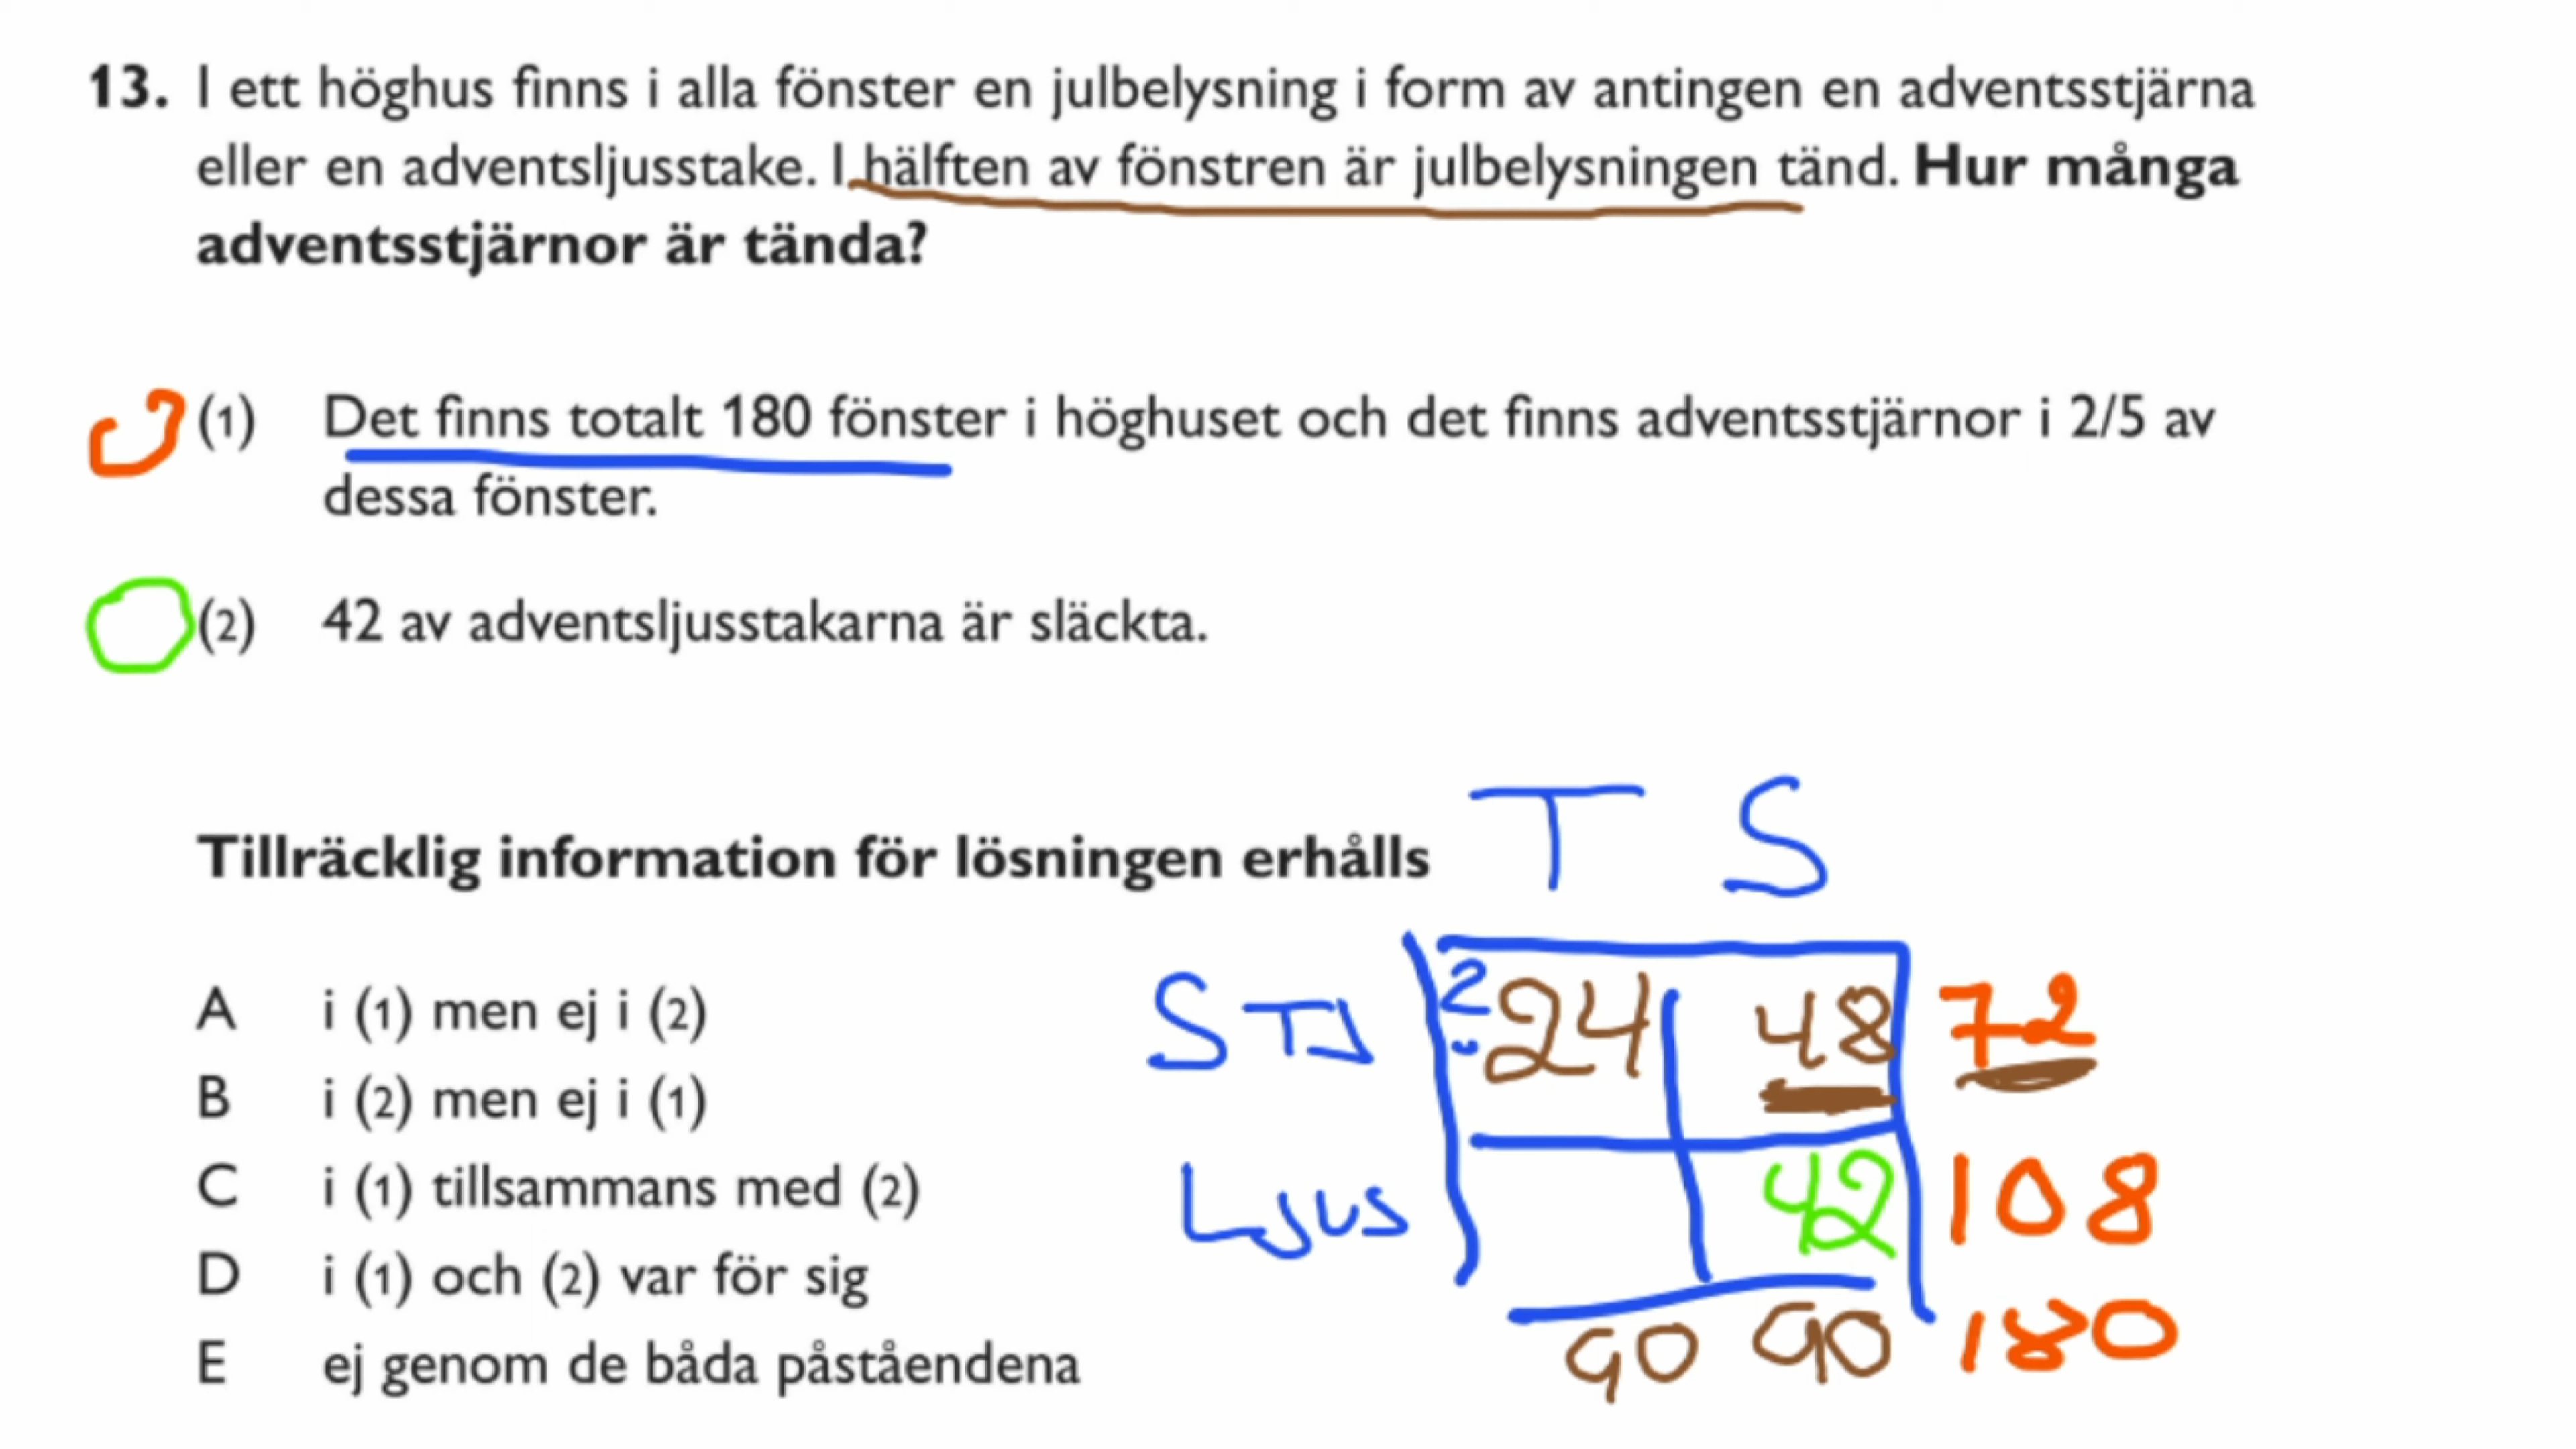 13. I ett höghus finns i alla fönster en julbelysning i form av antingen en adventsstjärna
eller en adventsljusstake. I hälften av fönstren är julbelysningen tänd. Hur många
adventsstjärnor är tända?
(1) Det finns totalt 180 fönster i höghuset och det finns adventsstjärnor i 2/5 av
dessa fönster.
(2) 42 av adventsljusstakarna är släckta.
Tillräcklig information för lösningen erhålls
A i (1) men ej i (2)
B i (2) men ej i (1)
C i (1) tillsammans med (2)
D i (1) och (2) var för sig
E ej genom de båda påståendena
T S
STJ ? 24 48 72
LJUS 42 108
90 90 180